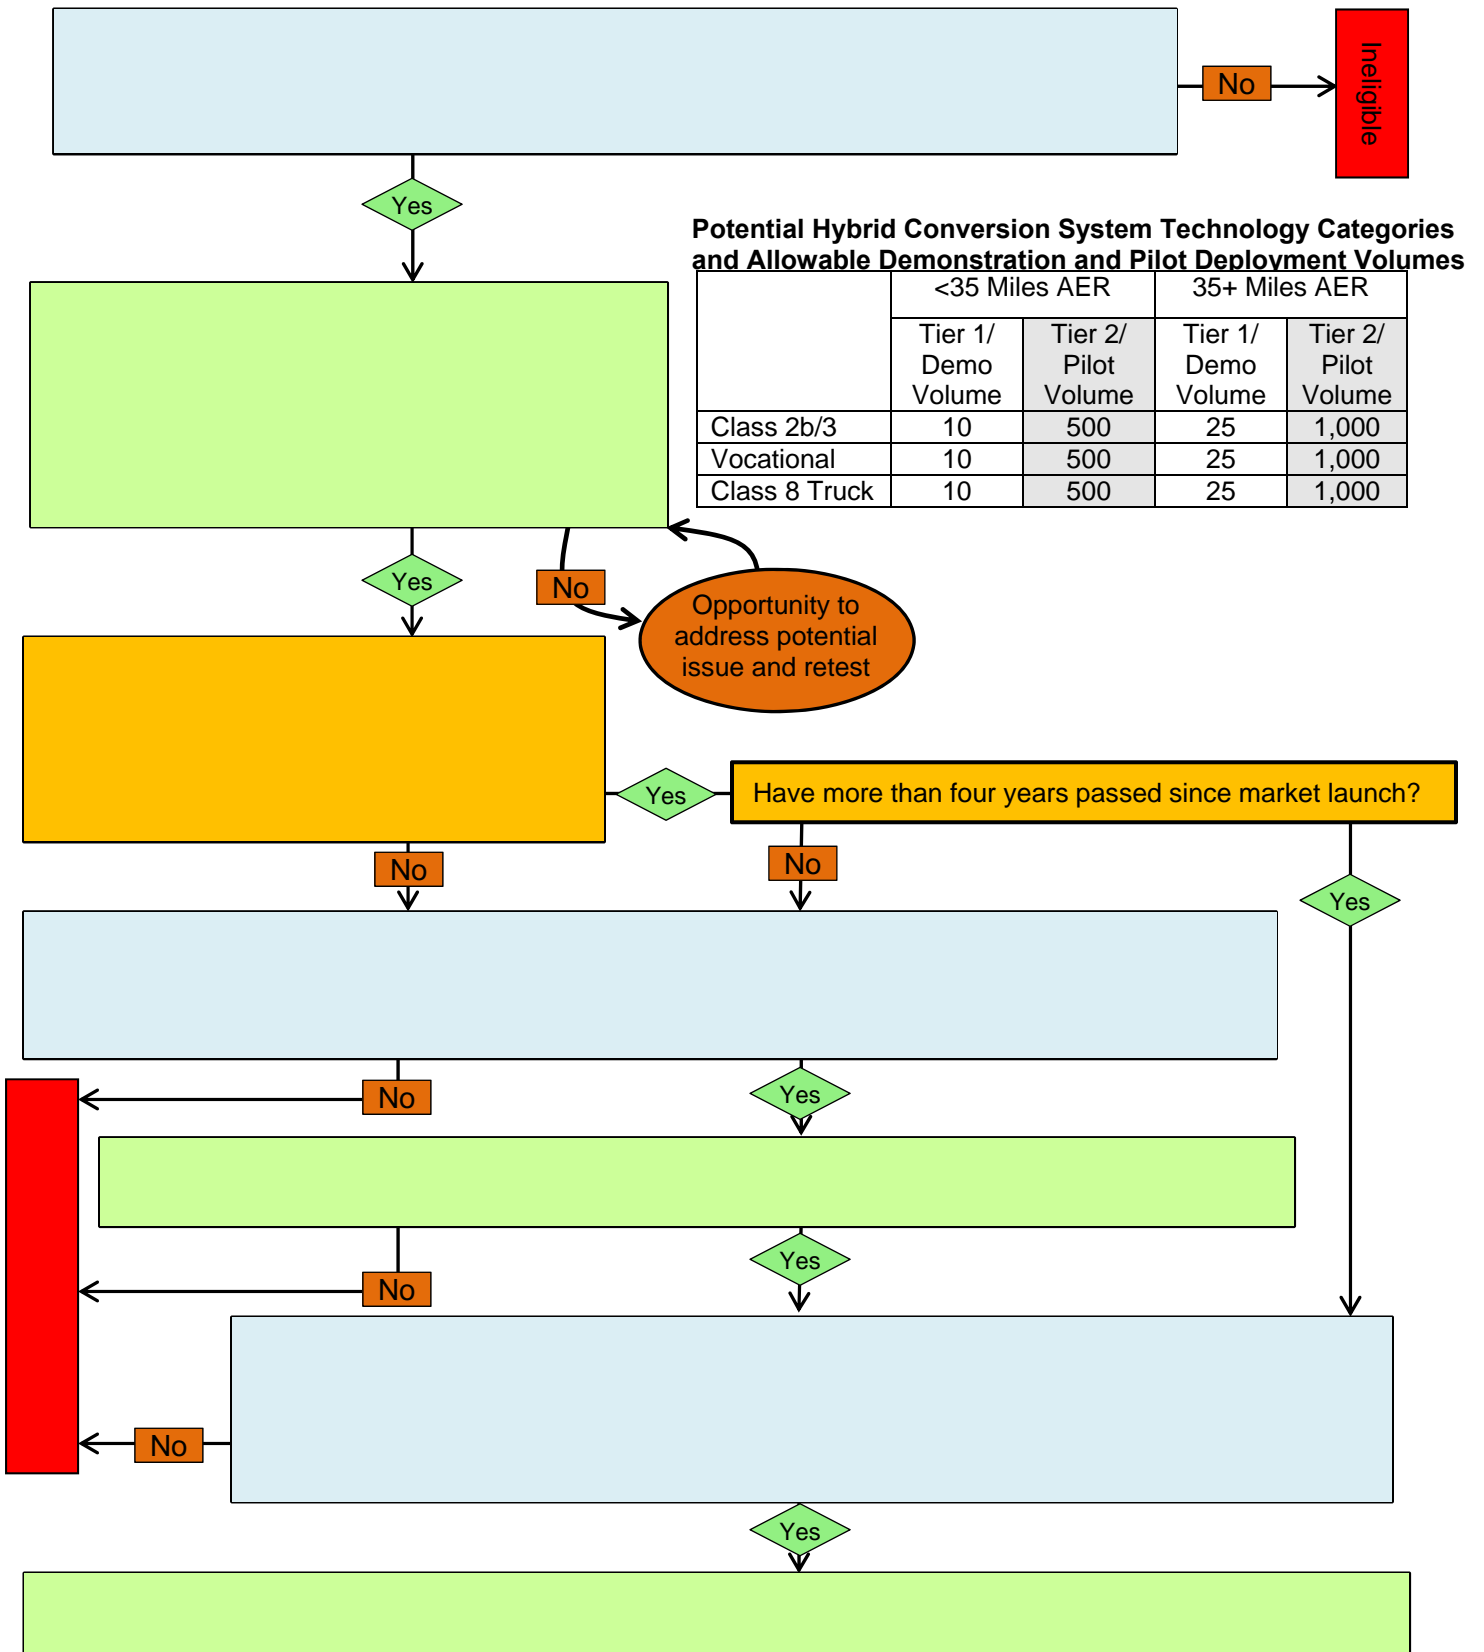 No
Ineligible
Yes
Potential Hybrid Conversion System Technology Categories
and Allowable Demonstration and Pilot Deployment Volumes
<35 Miles AER 35+ Miles AER
Tier 1/ Tier 2/ Tier 1/ Tier 2/
Demo Pilot Demo Pilot
Volume Volume Volume Volume
Class 2b/3 10 500 25 1,000
Vocational 10 500 25 1,000
Class 8 Truck 10 500 25 1,000
Yes
No
Opportunity to
address potential
issue and retest
Yes
Have more than four years passed since market launch?
No
No
Yes
No
Yes
Yes
No
No
Yes